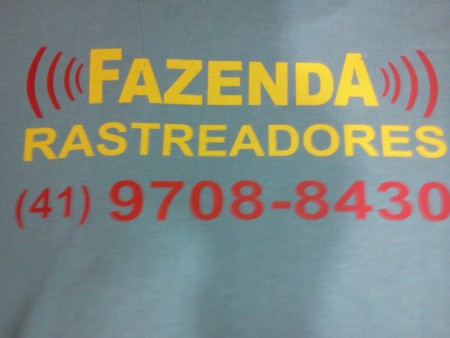 FAZENDA
RASTREADORES
(41) 9708-8430